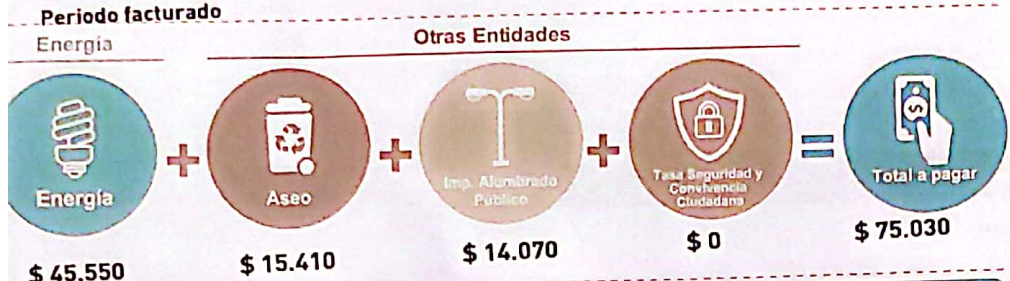 Periodo facturado
Energía
Otras Entidades
Energía
+
Aseo
+
Imp. Alumbrado
Público
+
Tasa Seguridad y
Convivencia
Ciudadana
=
$
Total a pagar
$ 45.550
$ 15.410
$ 14.070
$ 0
$ 75.030